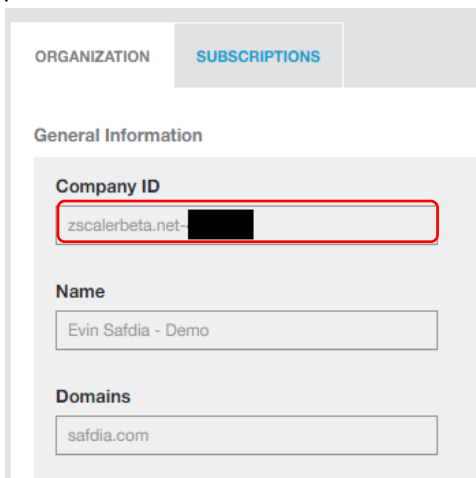 ORGANIZATION SUBSCRIPTIONS
General Information
Company ID
zscalerbeta.net-
Name
Evin Safdia - Demo
Domains
safdia.com